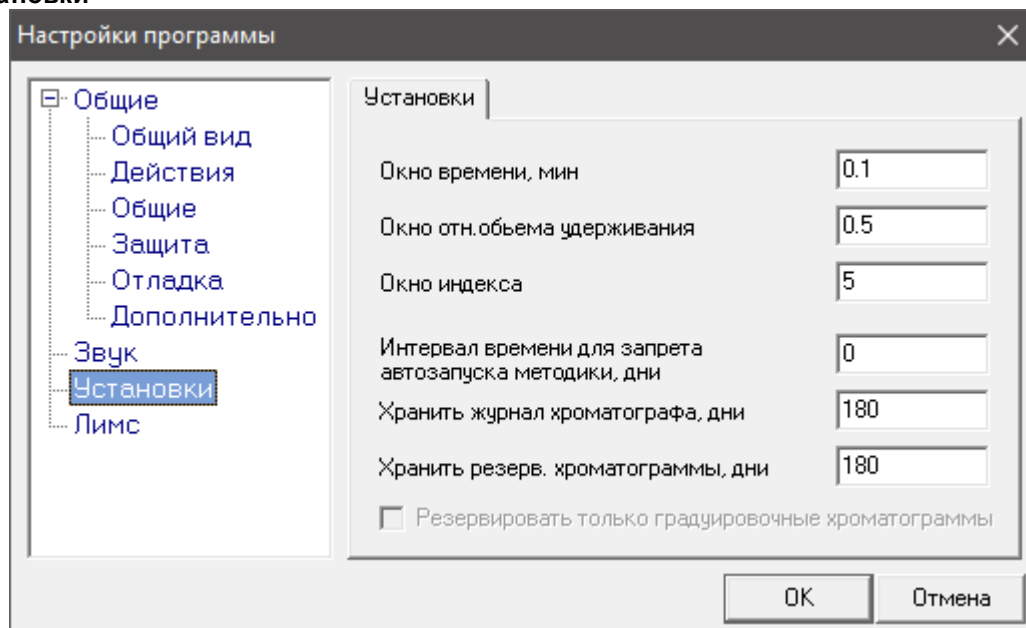 ановки
Настройки программы
Общие
Общий вид
Действия
Общие
Защита
Отладка
Дополнительно
Звук
Установки
Лимс
Установки
Окно времени, мин
0.1
Окно отн.обьема удерживания
0.5
Окно индекса
5
Интервал времени для запрета
автозапуска методики, дни
0
Хранить журнал хроматографа, дни
180
Хранить резерв. хроматограммы, дни
180
Резервировать только градуировочные хроматограммы
OK
Отмена